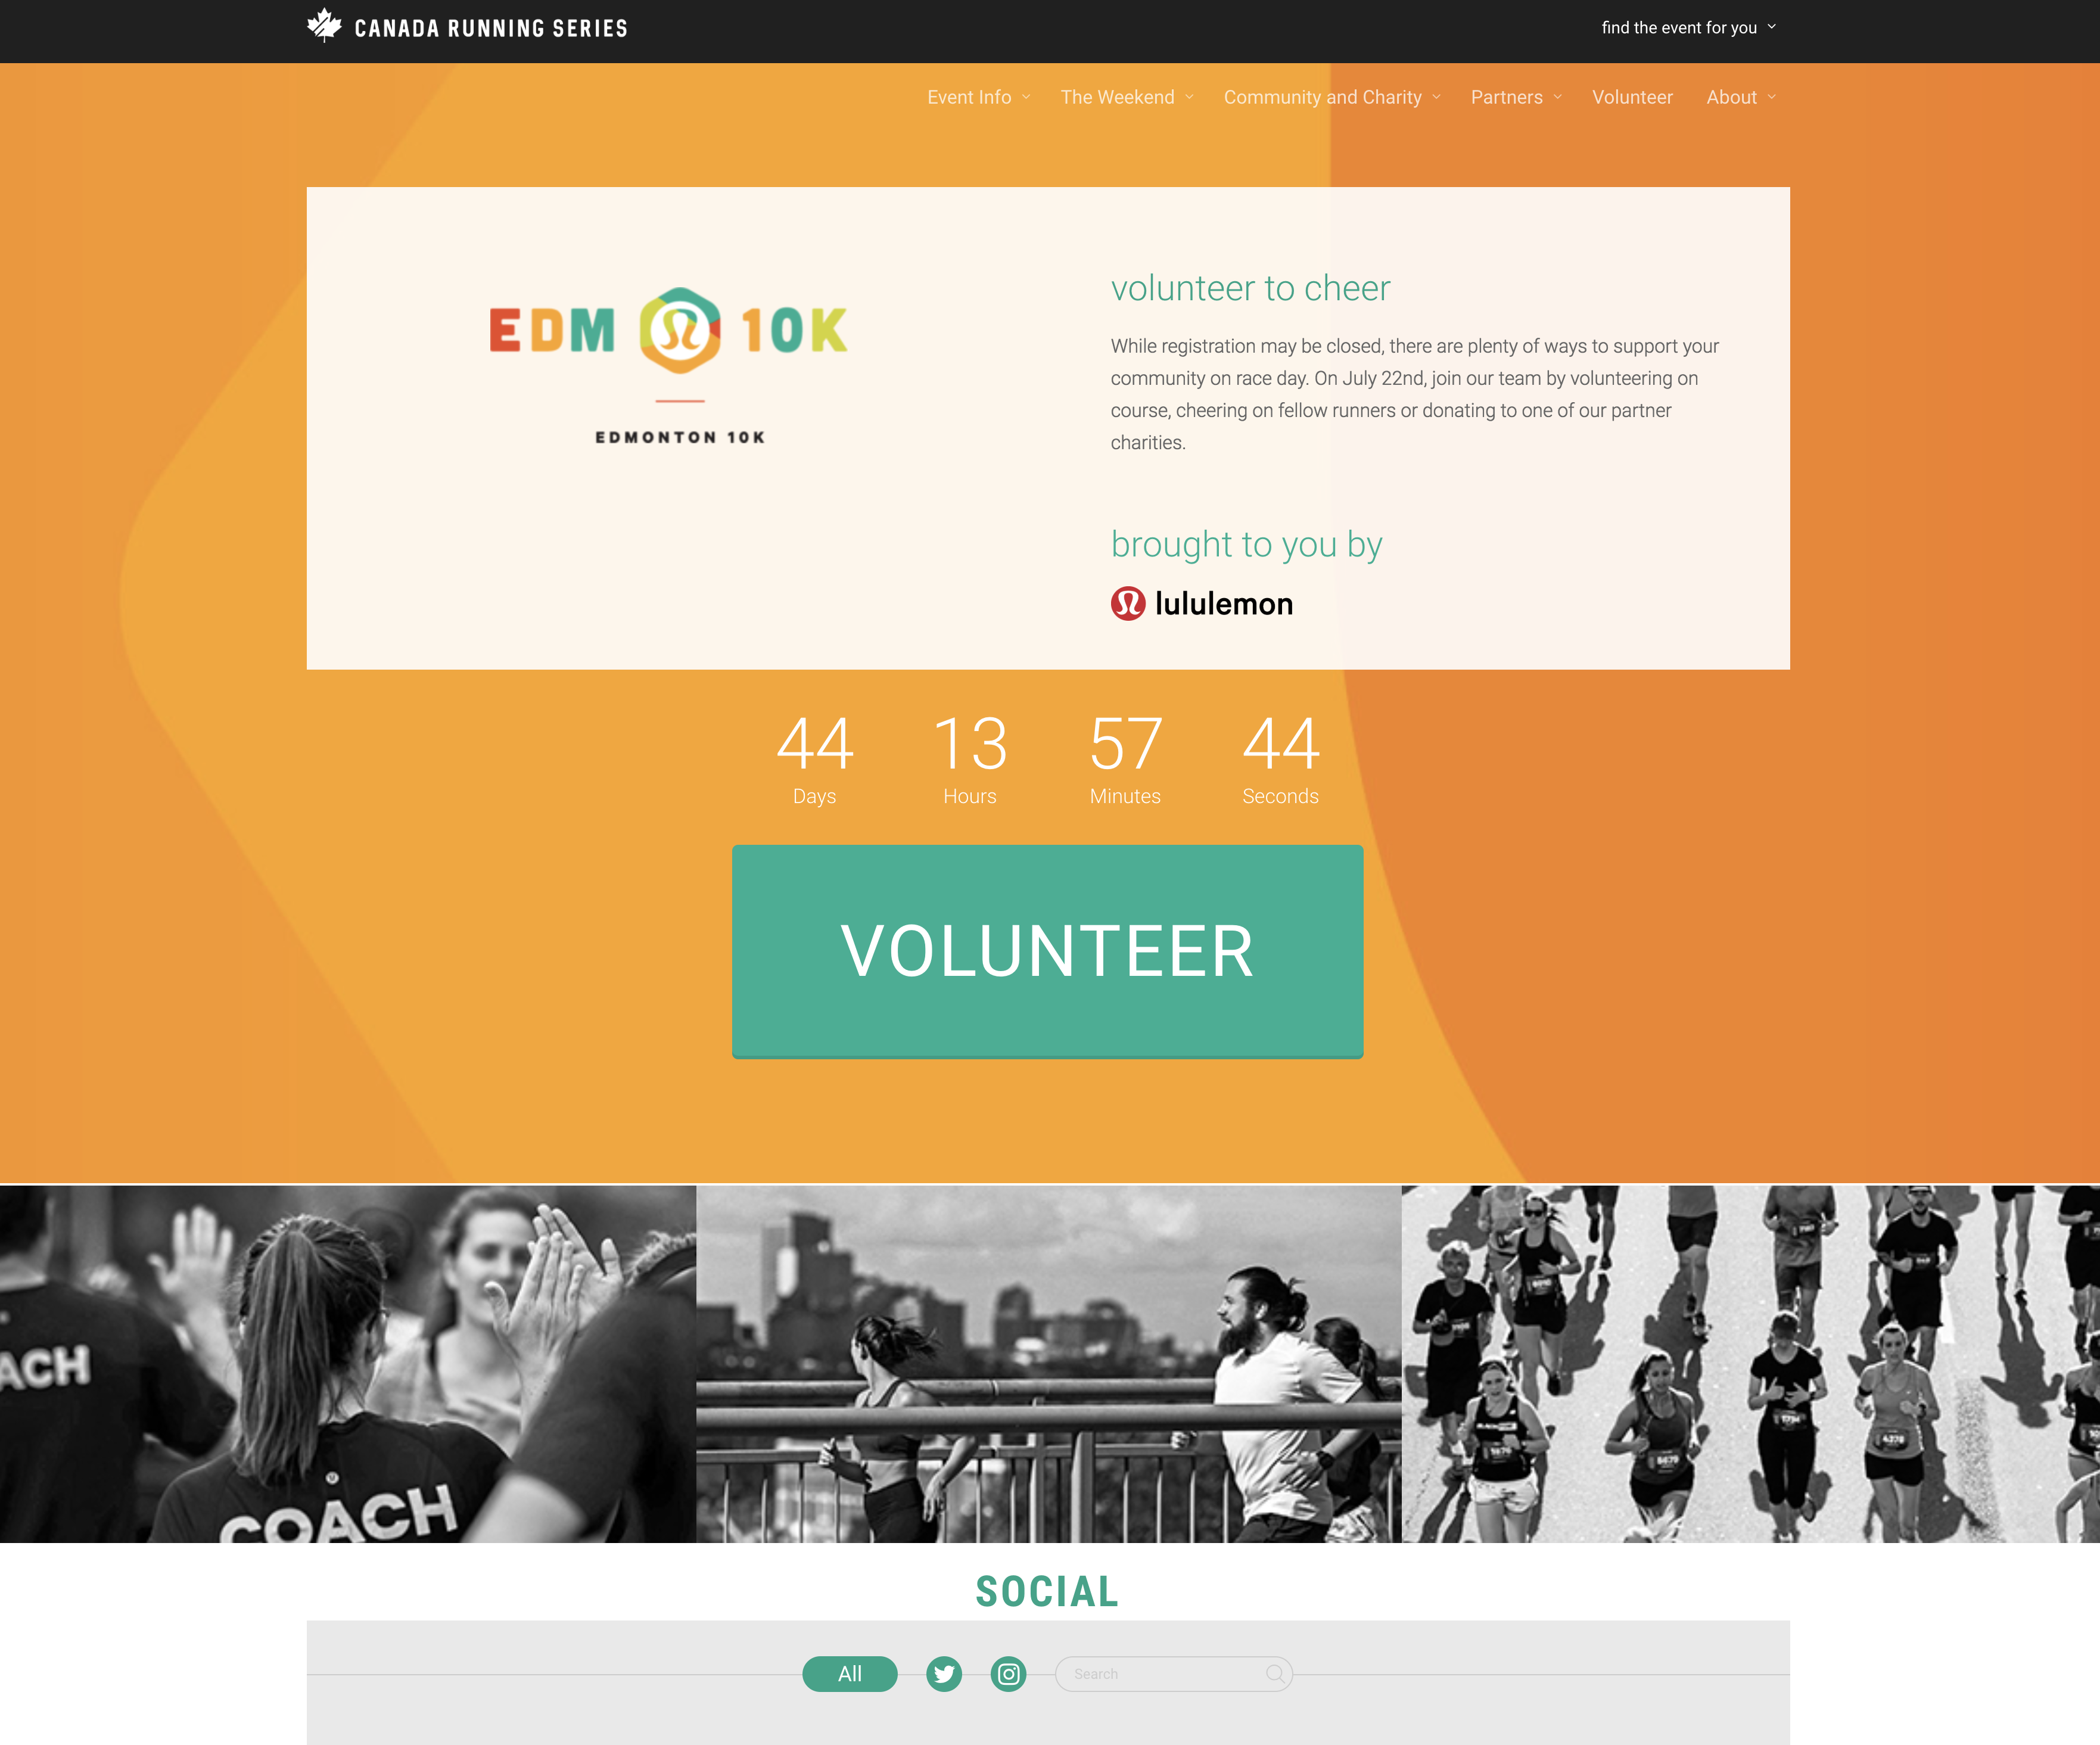 CANADA RUNNING SERIES
find the event for you
Event Info
The Weekend
Community and Charity
Partners
Volunteer
About
EDM 10K
EDMONTON 10K
volunteer to cheer
While registration may be closed, there are plenty of ways to support your
community on race day. On July 22nd, join our team by volunteering on
course, cheering on fellow runners or donating to one of our partner
charities.
brought to you by
lululemon
44 13 57 44
Days Hours Minutes Seconds
VOLUNTEER
ACH
COACH
SOCIAL
All
Search